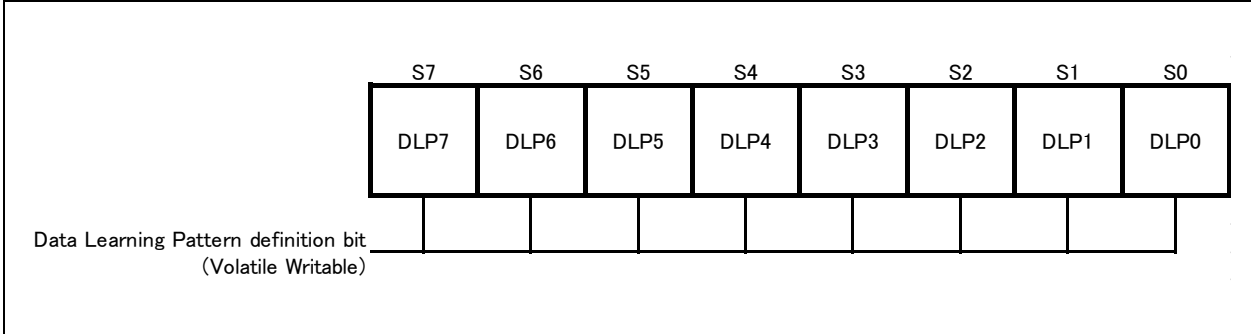 S7 S6 S5 S4 S3 S2 S1 S0
DLP7 DLP6 DLP5 DLP4 DLP3 DLP2 DLP1 DLP0
Data Learning Pattern definition bit
(Volatile Writable)